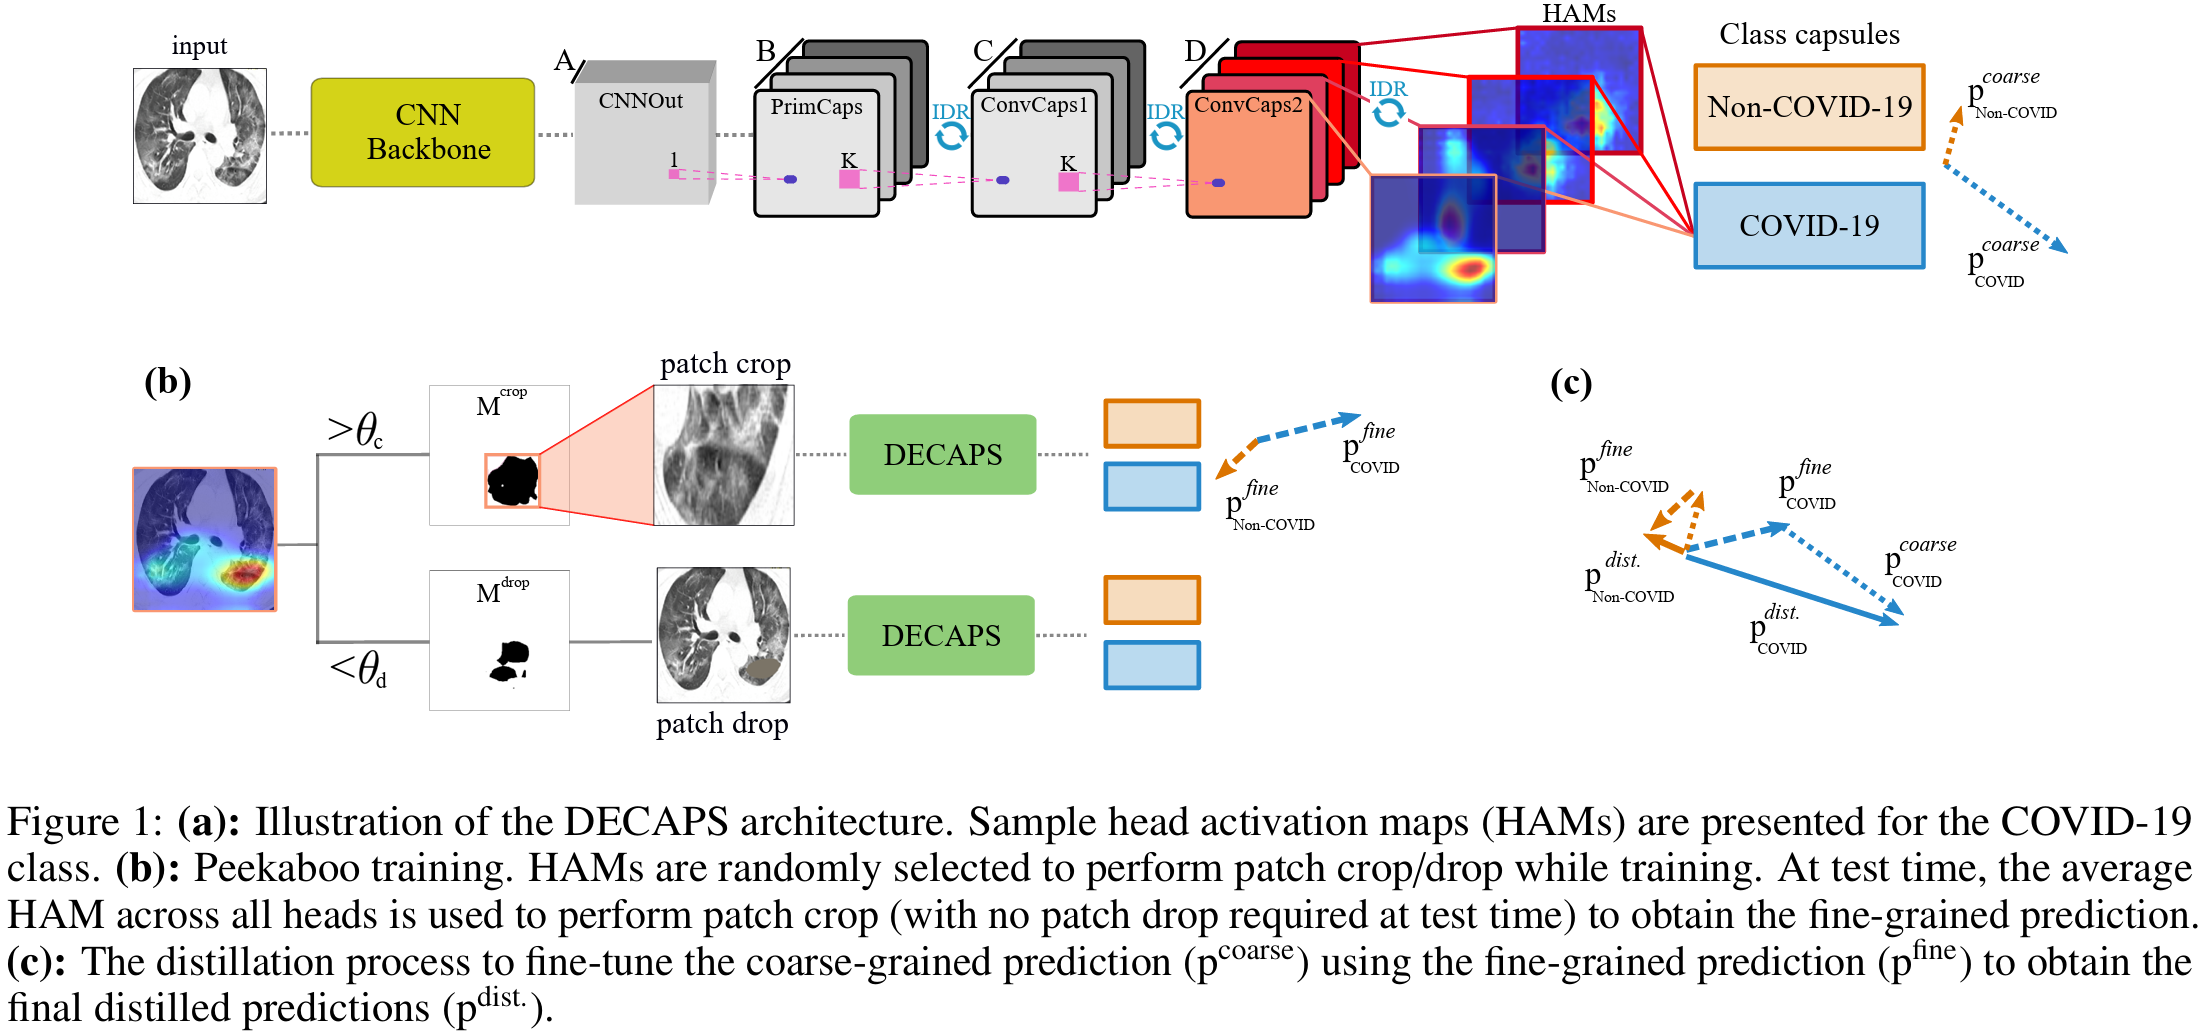 input
CNN
Backbone
A
CNNOut
1
B
PrimCaps
K
IDR
C
ConvCaps1
K
IDR
D
ConvCaps2
IDR
HAMs
Class capsules
Non-COVID-19
COVID-19
p coarse Non-COVID
p coarse COVID
(b)
>θc
<θd
M crop
M drop
patch crop
patch drop
DECAPS
DECAPS
p fine COVID
p fine Non-COVID
(c)
p fine Non-COVID
p fine COVID
p dist. Non-COVID
p coarse COVID
p dist. COVID
Figure 1: (a): Illustration of the DECAPS architecture. Sample head activation maps (HAMs) are presented for the COVID-19
class. (b): Peekaboo training. HAMs are randomly selected to perform patch crop/drop while training. At test time, the average
HAM across all heads is used to perform patch crop (with no patch drop required at test time) to obtain the fine-grained prediction.
(c): The distillation process to fine-tune the coarse-grained prediction (p^coarse) using the fine-grained prediction (p^fine) to obtain the
final distilled predictions (p^dist.).